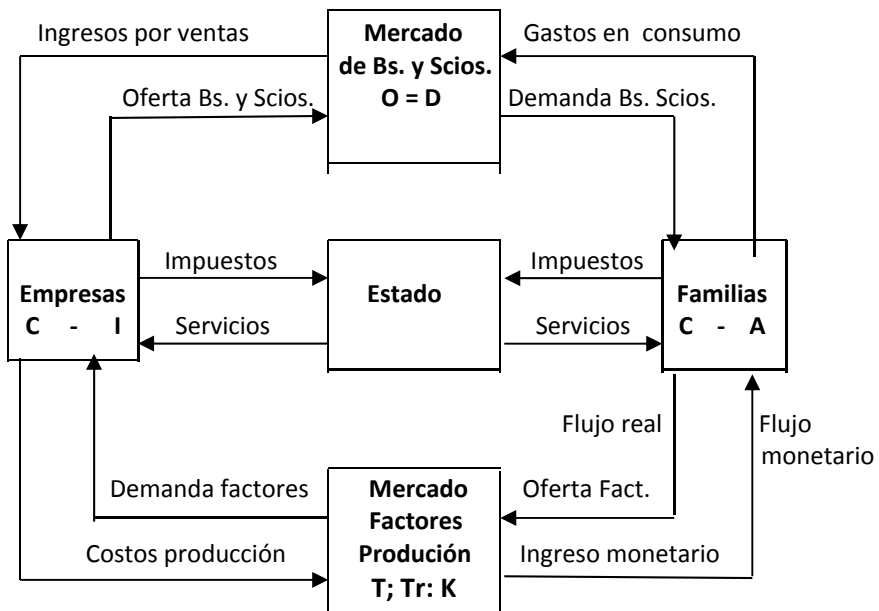 Ingresos por ventas
Mercado
de Bs. y Scios.
O = D
Gastos en consumo
Oferta Bs. y Scios.
Demanda Bs. Scios.
Impuestos
Impuestos
Empresas
C - I
Estado
Familias
C - A
Servicios
Servicios
Flujo real
Flujo
monetario
Demanda factores
Mercado
Factores
Produción
T; Tr: K
Oferta Fact.
Costos producción
Ingreso monetario